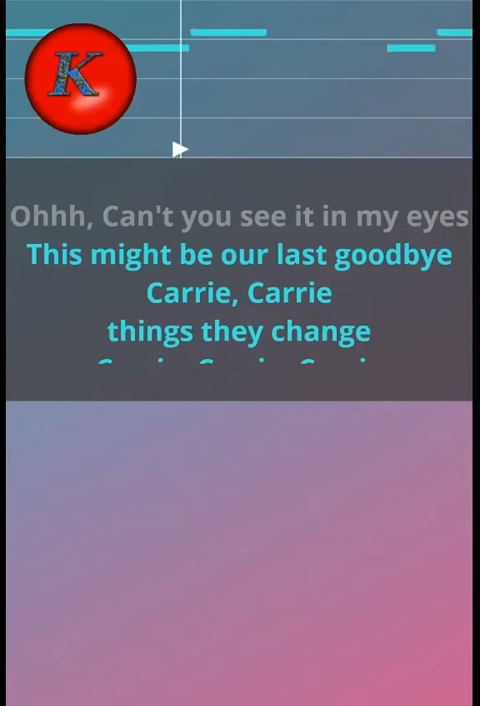 K
Ohhh, Can't you see it in my eyes
This might be our last goodbye
Carrie, Carrie
things they change